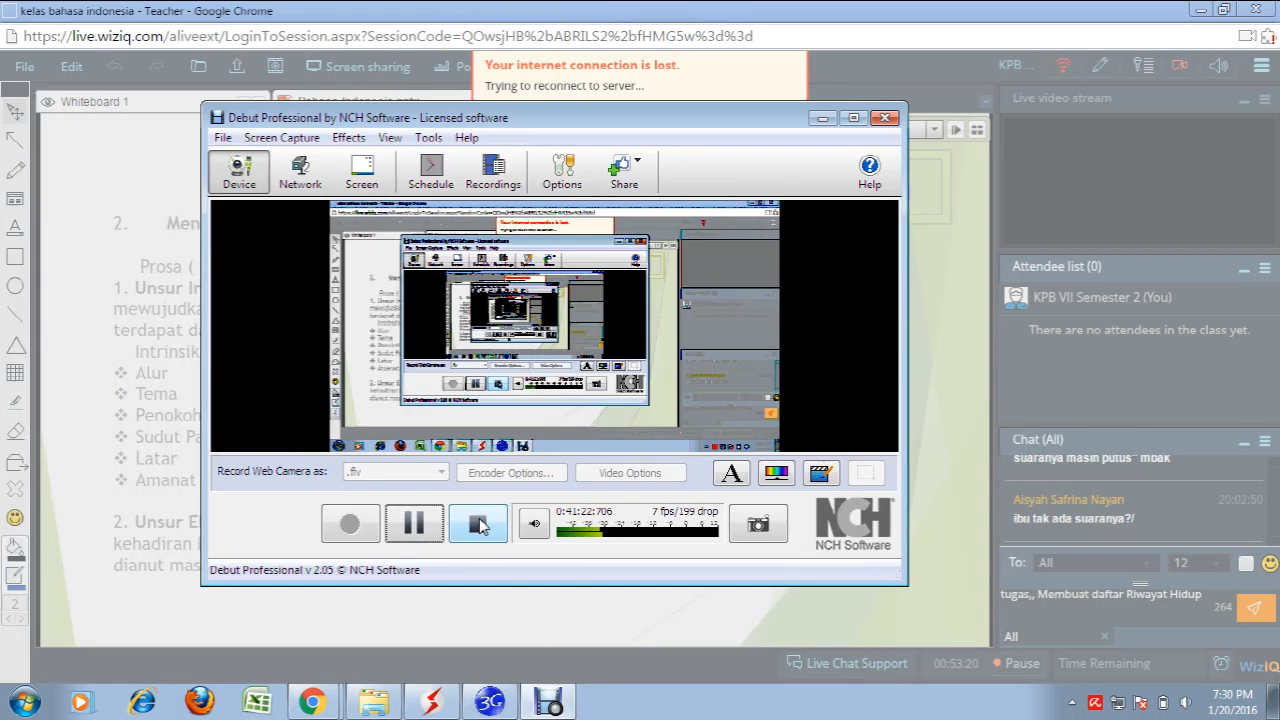 kelas bahasa indonesia - Teacher - Google Chrome
https://live.wiziq.com/aliveext/LoginToSession.aspx?SessionCode=QOwsjHB%2bABRILS2%2bfHMG5w%3d%3d
File Edit Screen sharing Po KPB ...
Your internet connection is lost.
Trying to reconnect to server...
Whiteboard 1
Live video stream
Debut Professional by NCH Software - Licensed software
File Screen Capture Effects View Tools Help
Device Network Screen Schedule Recordings Options Share Help
2. Men
Prosa (
1. Unsur In
mewujudka
terdapat da
Intrinsik
❖ Alur
❖ Tema
❖ Penokoh
❖ Sudut Pa
❖ Latar
❖ Amanat
2. Unsur E
kehadiran
dianut mas
Attendee list (0)
KPB VII Semester 2 (You)
There are no attendees in the class yet.
Chat (All)
suaranya masih putus" mbak
Aisyah Safrina Nayan 20:02:50
ibu tak ada suaranya?/
To: All 12
tugas,, Membuat daftar Riwayat Hidup
264
All ×
Record Web Camera as: .flv Encoder Options... Video Options
A
0:41:22:706 7 fps/199 drop
NCH
NCH Software
Debut Professional v 2.05 © NCH Software
2
Live Chat Support 00:53:20 Pause Time Remaining WizIQ
3G
7:30 PM
1/20/2016